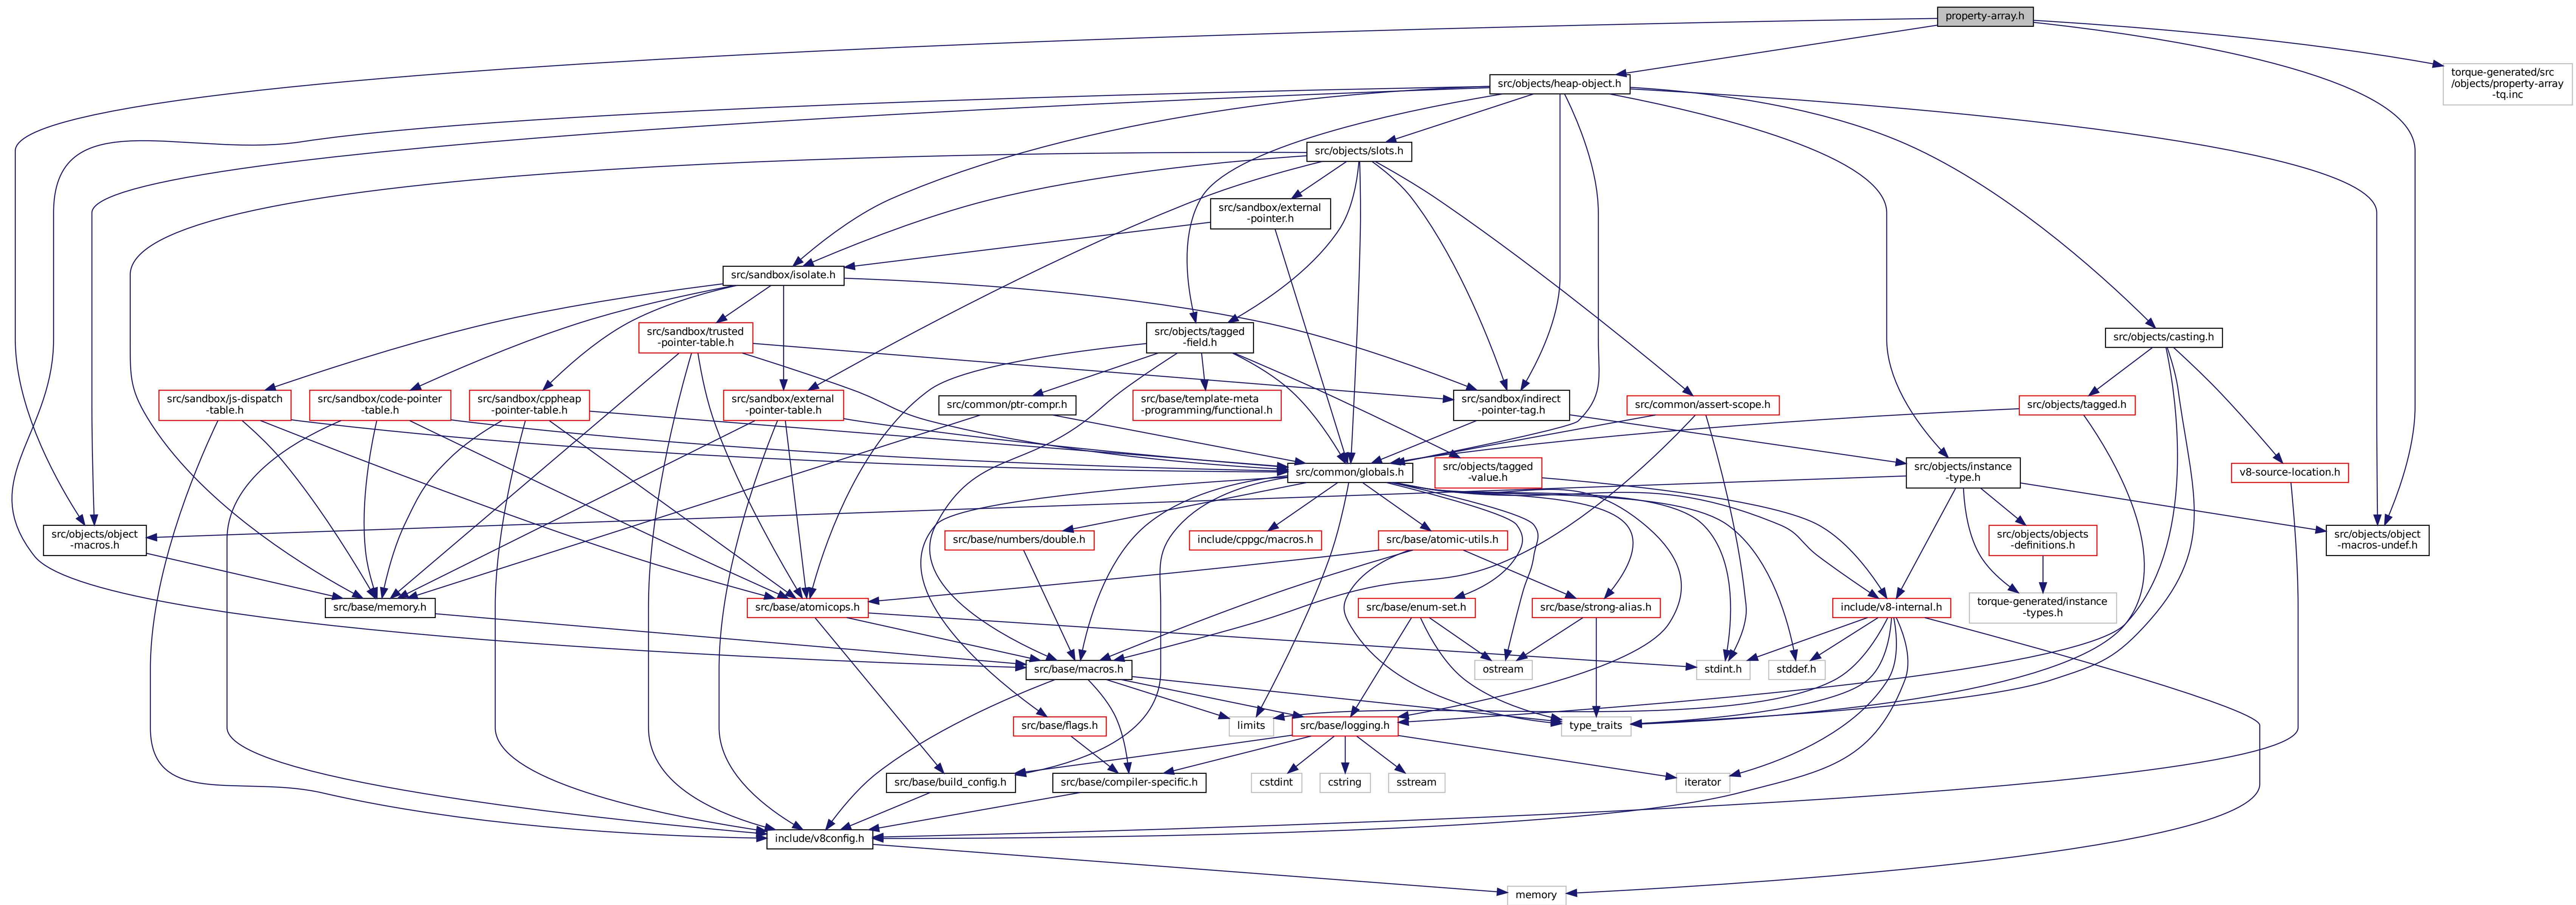 property-array.h
src/objects/heap-object.h
torque-generated/src
/objects/property-array
-tq.inc
src/objects/slots.h
src/sandbox/external
-pointer.h
src/sandbox/isolate.h
src/sandbox/trusted
-pointer-table.h
src/objects/tagged
-field.h
src/objects/casting.h
src/sandbox/js-dispatch
-table.h
src/sandbox/code-pointer
-table.h
src/sandbox/cppheap
-pointer-table.h
src/sandbox/external
-pointer-table.h
src/common/ptr-compr.h
src/base/template-meta
-programming/functional.h
src/sandbox/indirect
-pointer-tag.h
src/common/assert-scope.h
src/objects/tagged.h
src/common/globals.h
src/objects/tagged
-value.h
src/objects/instance
-type.h
v8-source-location.h
src/objects/object
-macros.h
src/base/numbers/double.h
include/cppgc/macros.h
src/base/atomic-utils.h
src/objects/objects
-definitions.h
src/objects/object
-macros-undef.h
src/base/memory.h
src/base/atomicops.h
src/base/enum-set.h
src/base/strong-alias.h
include/v8-internal.h
torque-generated/instance
-types.h
src/base/macros.h
ostream
stdint.h
stddef.h
src/base/flags.h
limits
src/base/logging.h
type_traits
src/base/build_config.h
src/base/compiler-specific.h
cstdint
cstring
sstream
iterator
include/v8config.h
memory